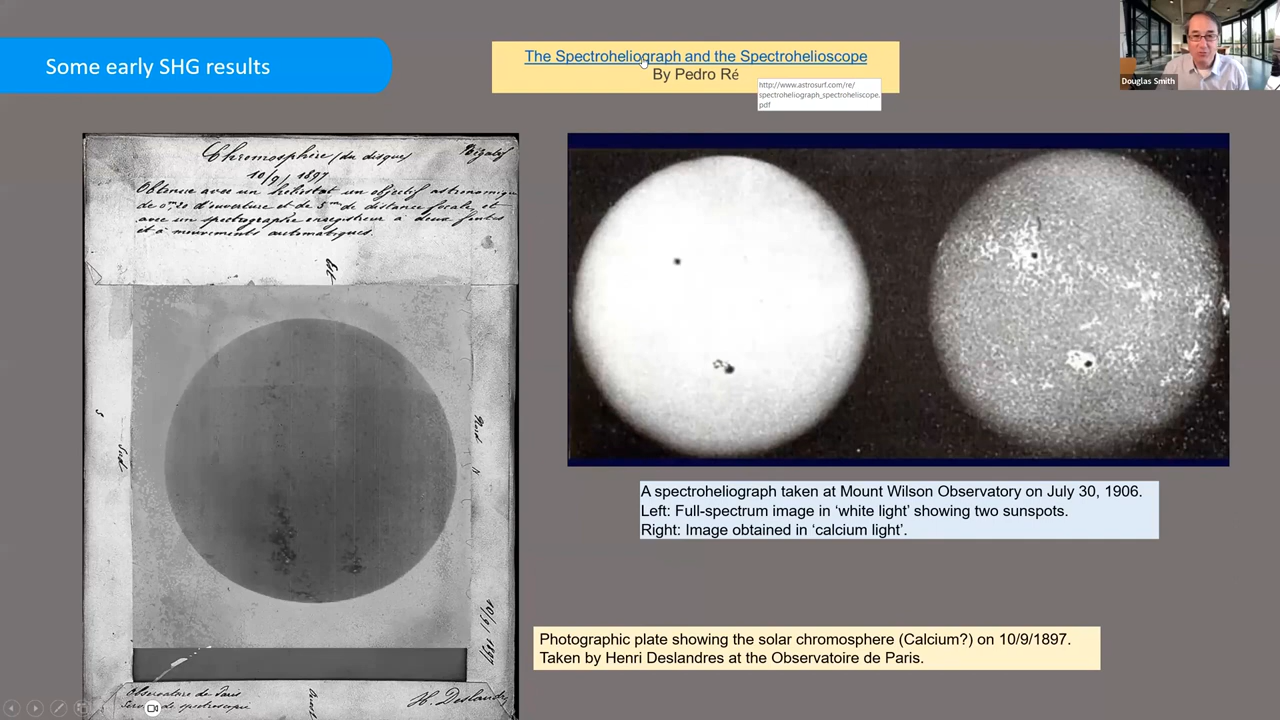 Some early SHG results
The Spectroheliograph and the Spectrohelioscope
By Pedro Ré
http://www.astrosurf.com/re/
spectroheliograph_spectroheliscope.
pdf
Douglas Smith
Chromosphère (du disque)
10/9/1897
Obtenue avec un objectif astronomique
de 0m20 d'ouverture et de 5m de distance focale et
avec un spectrographe enregistreur à deux fentes
et à mouvements automatiques.
Est
S
Sud
Nord
N
10/9/1897
Observatoire de Paris
H. Deslandres
A spectroheliograph taken at Mount Wilson Observatory on July 30, 1906.
Left: Full-spectrum image in ‘white light’ showing two sunspots.
Right: Image obtained in ‘calcium light’.
Photographic plate showing the solar chromosphere (Calcium?) on 10/9/1897.
Taken by Henri Deslandres at the Observatoire de Paris.